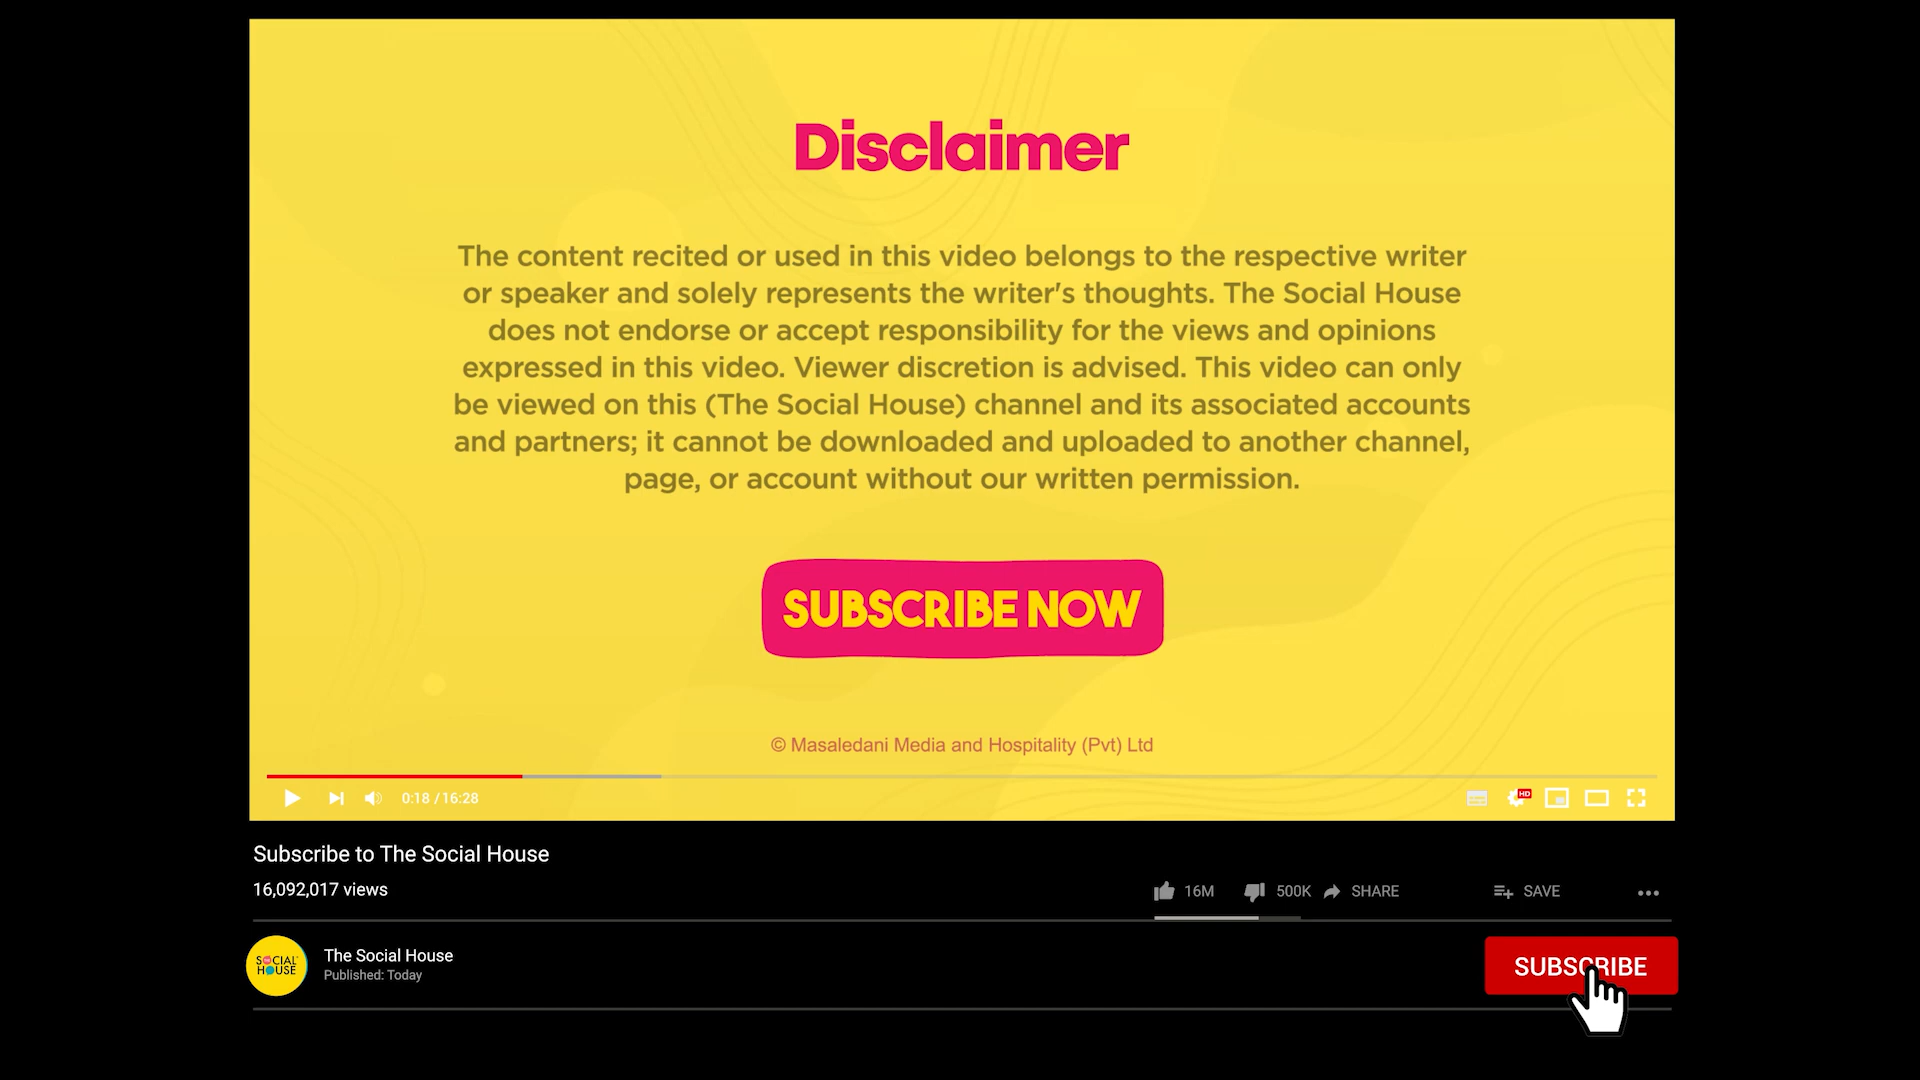 Disclaimer
The content recited or used in this video belongs to the respective writer
or speaker and solely represents the writer's thoughts. The Social House
does not endorse or accept responsibility for the views and opinions
expressed in this video. Viewer discretion is advised. This video can only
be viewed on this (The Social House) channel and its associated accounts
and partners; it cannot be downloaded and uploaded to another channel,
page, or account without our written permission.
SUBSCRIBE NOW
© Masaledani Media and Hospitality (Pvt) Ltd
0:18 / 16:28
HD
Subscribe to The Social House
16,092,017 views
16M 500K SHARE SAVE
SOCIAL
HOUSE
The Social House
Published: Today
SUBSCRIBE